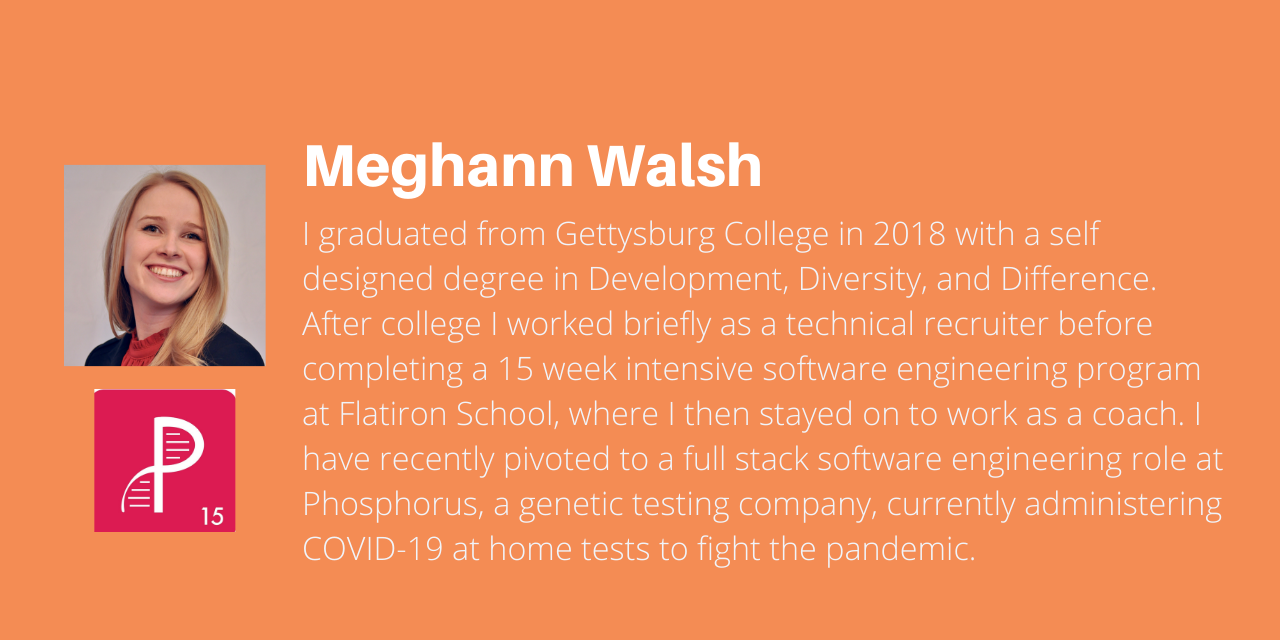 Meghann Walsh
I graduated from Gettysburg College in 2018 with a self
designed degree in Development, Diversity, and Difference.
After college I worked briefly as a technical recruiter before
completing a 15 week intensive software engineering program
at Flatiron School, where I then stayed on to work as a coach. I
have recently pivoted to a full stack software engineering role at
Phosphorus, a genetic testing company, currently administering
COVID-19 at home tests to fight the pandemic.
P
15